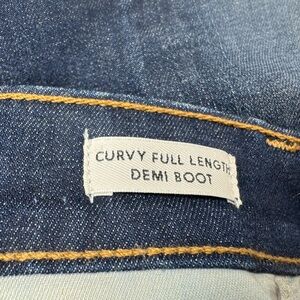 CURVY FULL LENGTH
DEMI BOOT